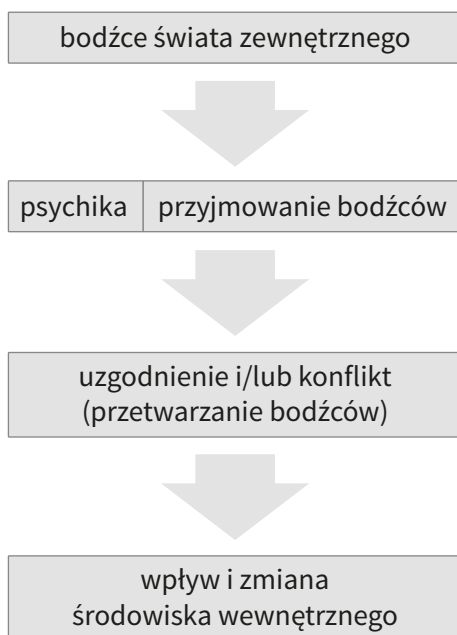 bodźce świata zewnętrznego
psychika przyjmowanie bodźców
uzgodnienie i/lub konflikt
(przetwarzanie bodźców)
wpływ i zmiana
środowiska wewnętrznego